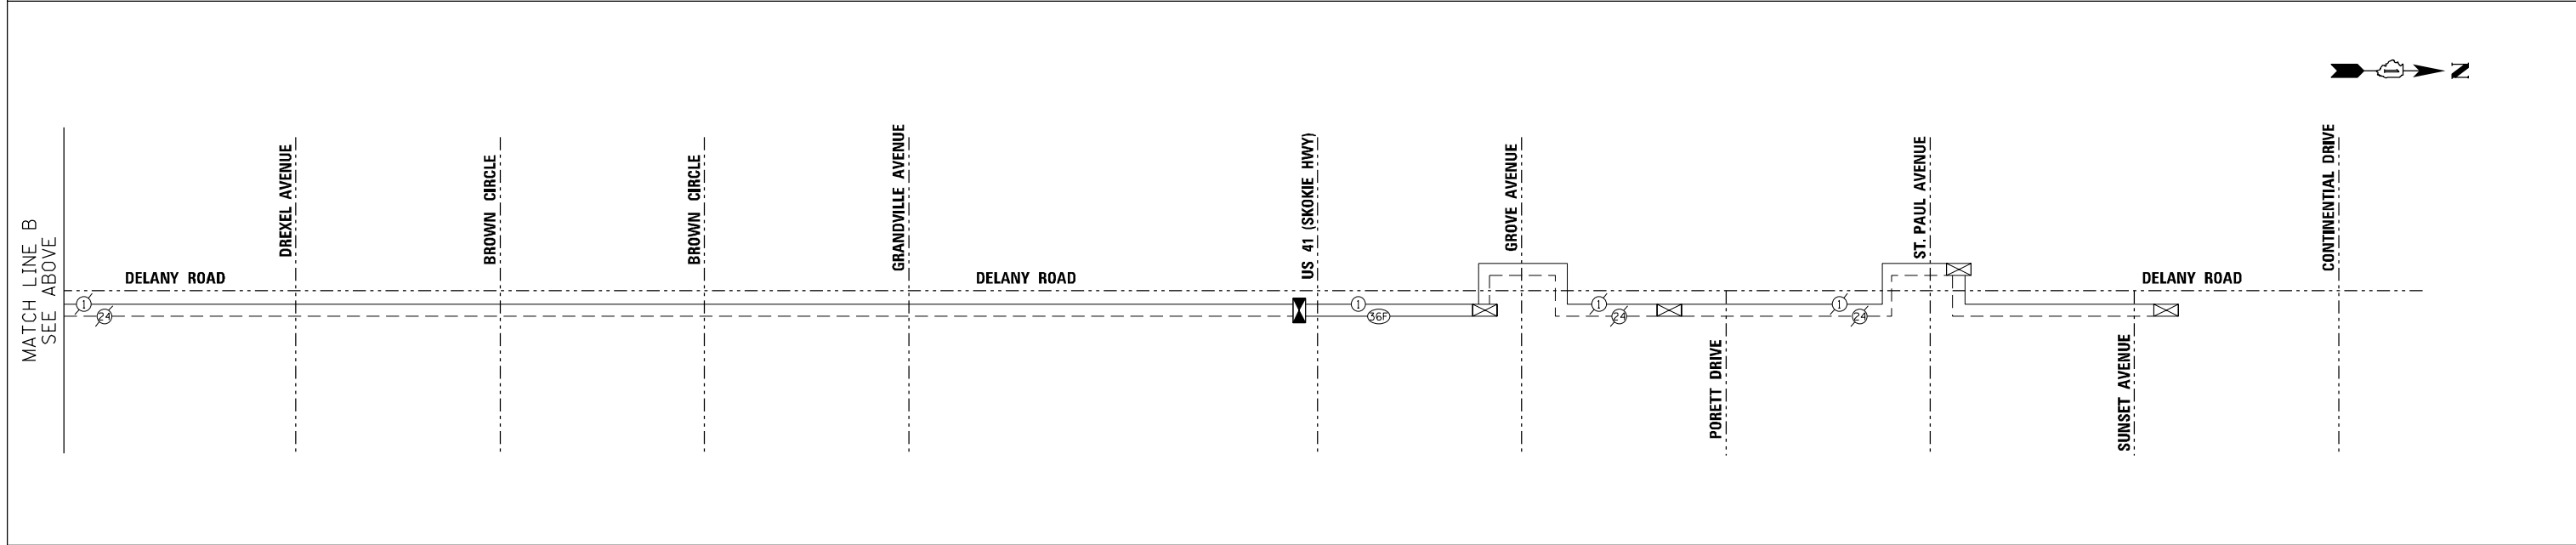 N
MATCH LINE B
SEE ABOVE
DELANY ROAD
DREXEL AVENUE
BROWN CIRCLE
BROWN CIRCLE
GRANDVILLE AVENUE
DELANY ROAD
US 41 (SKOKIE HWY)
GROVE AVENUE
PORETT DRIVE
ST. PAUL AVENUE
SUNSET AVENUE
DELANY ROAD
CONTINENTIAL DRIVE
1
24
1
36F
1
24
1
24